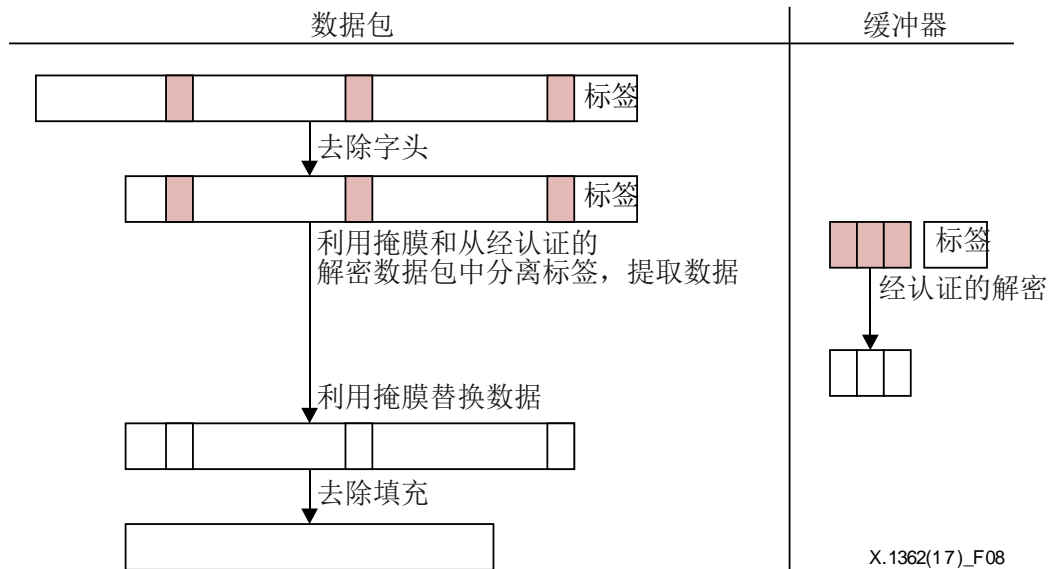 数据包
缓冲器
标签
去除字头
标签
利用掩膜和从经认证的
解密数据包中分离标签，提取数据
标签
经认证的解密
利用掩膜替换数据
去除填充
X.1362(17)_F08